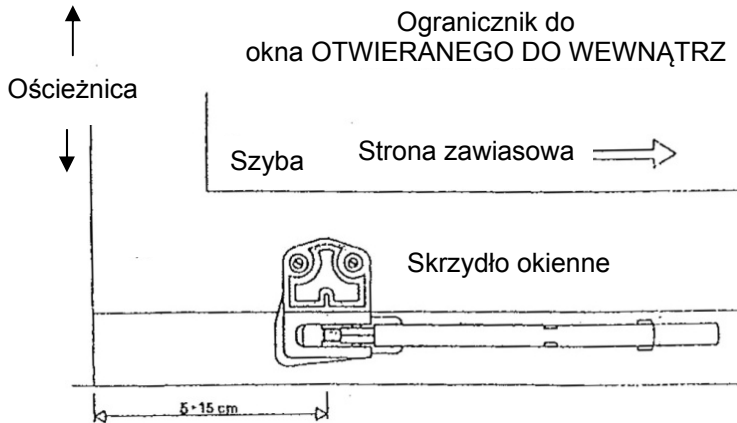 Ogranicznik do
okna OTWIERANEGO DO WEWNĄTRZ
Ościeżnica
Szyba
Strona zawiasowa
Skrzydło okienne
5÷15 cm